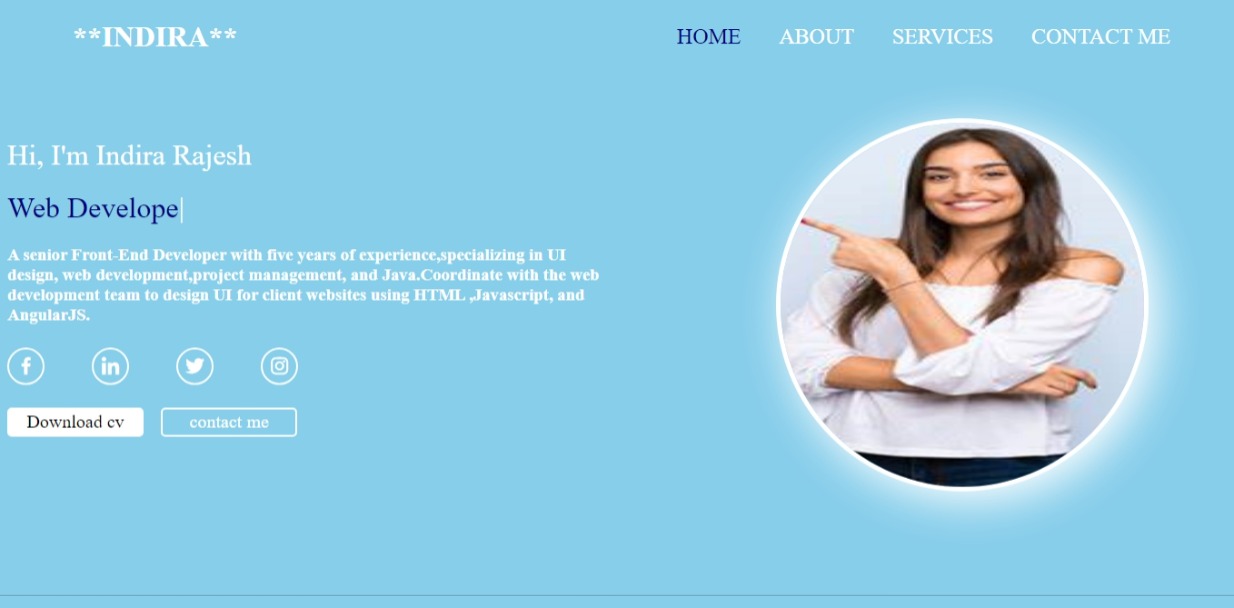 **INDIRA**
HOME ABOUT SERVICES CONTACT ME
Hi, I'm Indira Rajesh
Web Develope
A senior Front-End Developer with five years of experience,specializing in UI
design, web development,project management, and Java.Coordinate with the web
development team to design UI for client websites using HTML ,Javascript, and
AngularJS.
Download cv
contact me